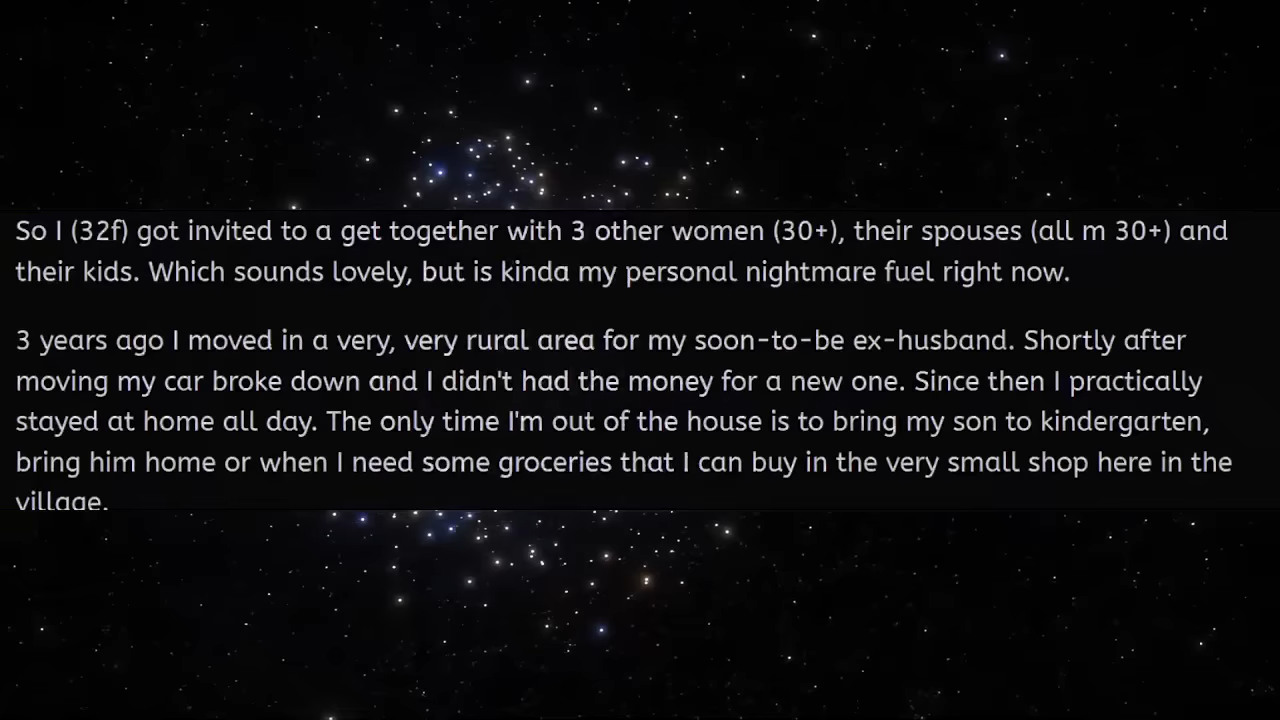 So I (32f) got invited to a get together with 3 other women (30+), their spouses (all m 30+) and
their kids. Which sounds lovely, but is kinda my personal nightmare fuel right now.
3 years ago I moved in a very, very rural area for my soon-to-be ex-husband. Shortly after
moving my car broke down and I didn't had the money for a new one. Since then I practically
stayed at home all day. The only time I'm out of the house is to bring my son to kindergarten,
bring him home or when I need some groceries that I can buy in the very small shop here in the
village.